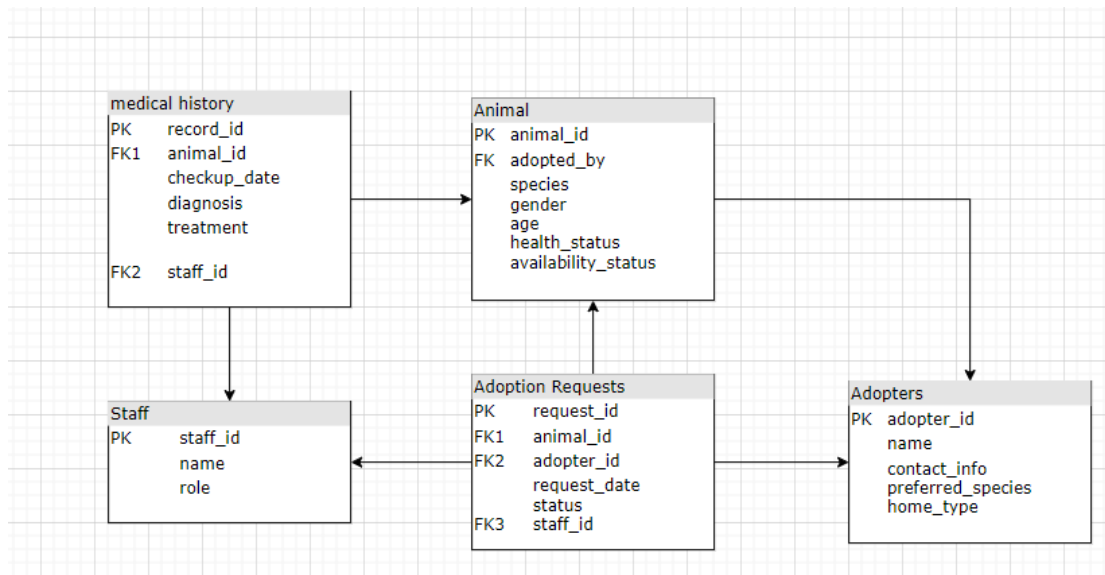 medical history
PK record_id
FK1 animal_id
checkup_date
diagnosis
treatment
FK2 staff_id
Animal
PK animal_id
FK adopted_by
species
gender
age
health_status
availability_status
Staff
PK staff_id
name
role
Adoption Requests
PK request_id
FK1 animal_id
FK2 adopter_id
request_date
status
FK3 staff_id
Adopters
PK adopter_id
name
contact_info
preferred_species
home_type